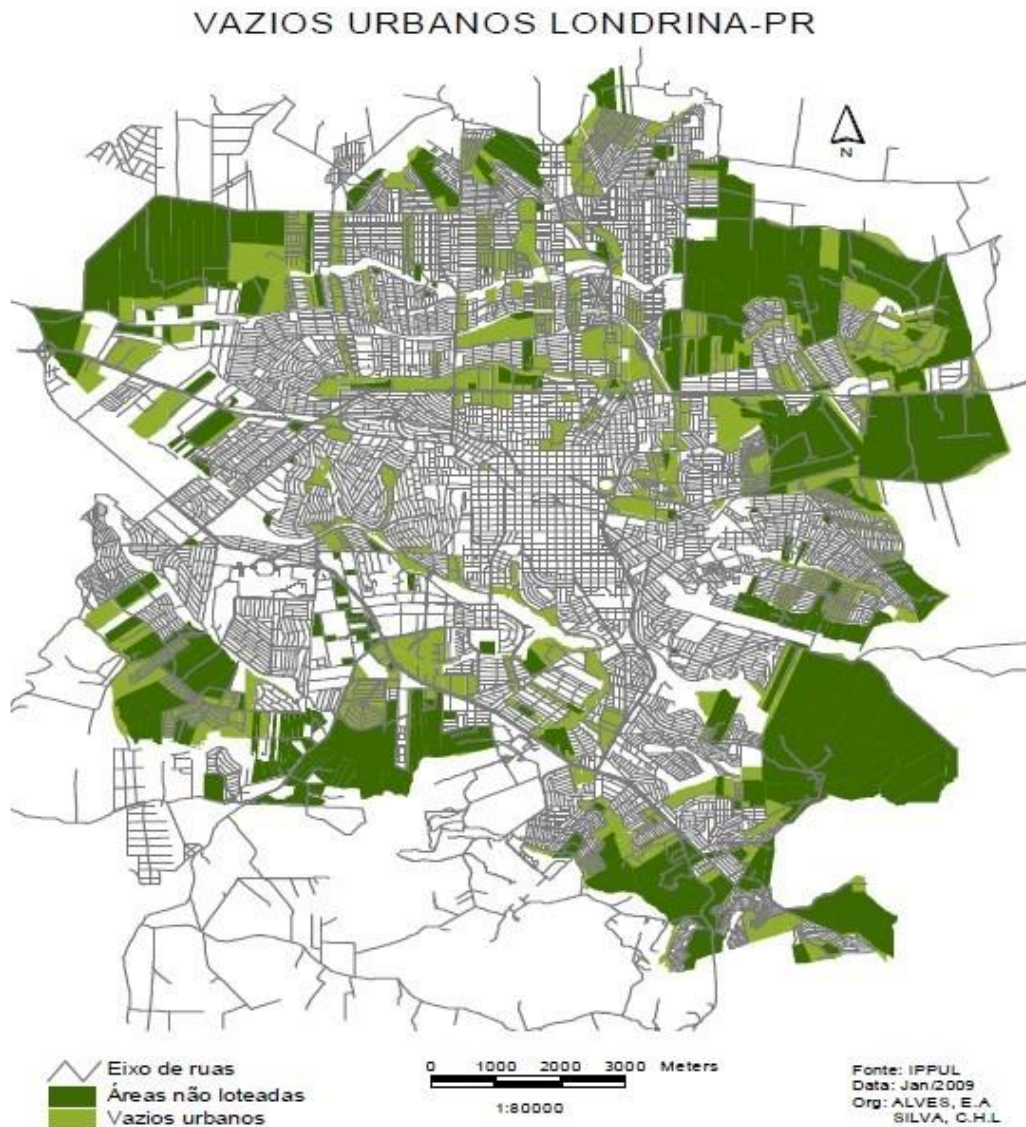 VAZIOS URBANOS LONDRINA-PR
N
Eixo de ruas
Áreas não loteadas
Vazios urbanos
0 1000 2000 3000 Meters
1:80000
Fonte: IPPUL
Data: Jan/2009
Org: ALVES, E.A
SILVA, C.H.L